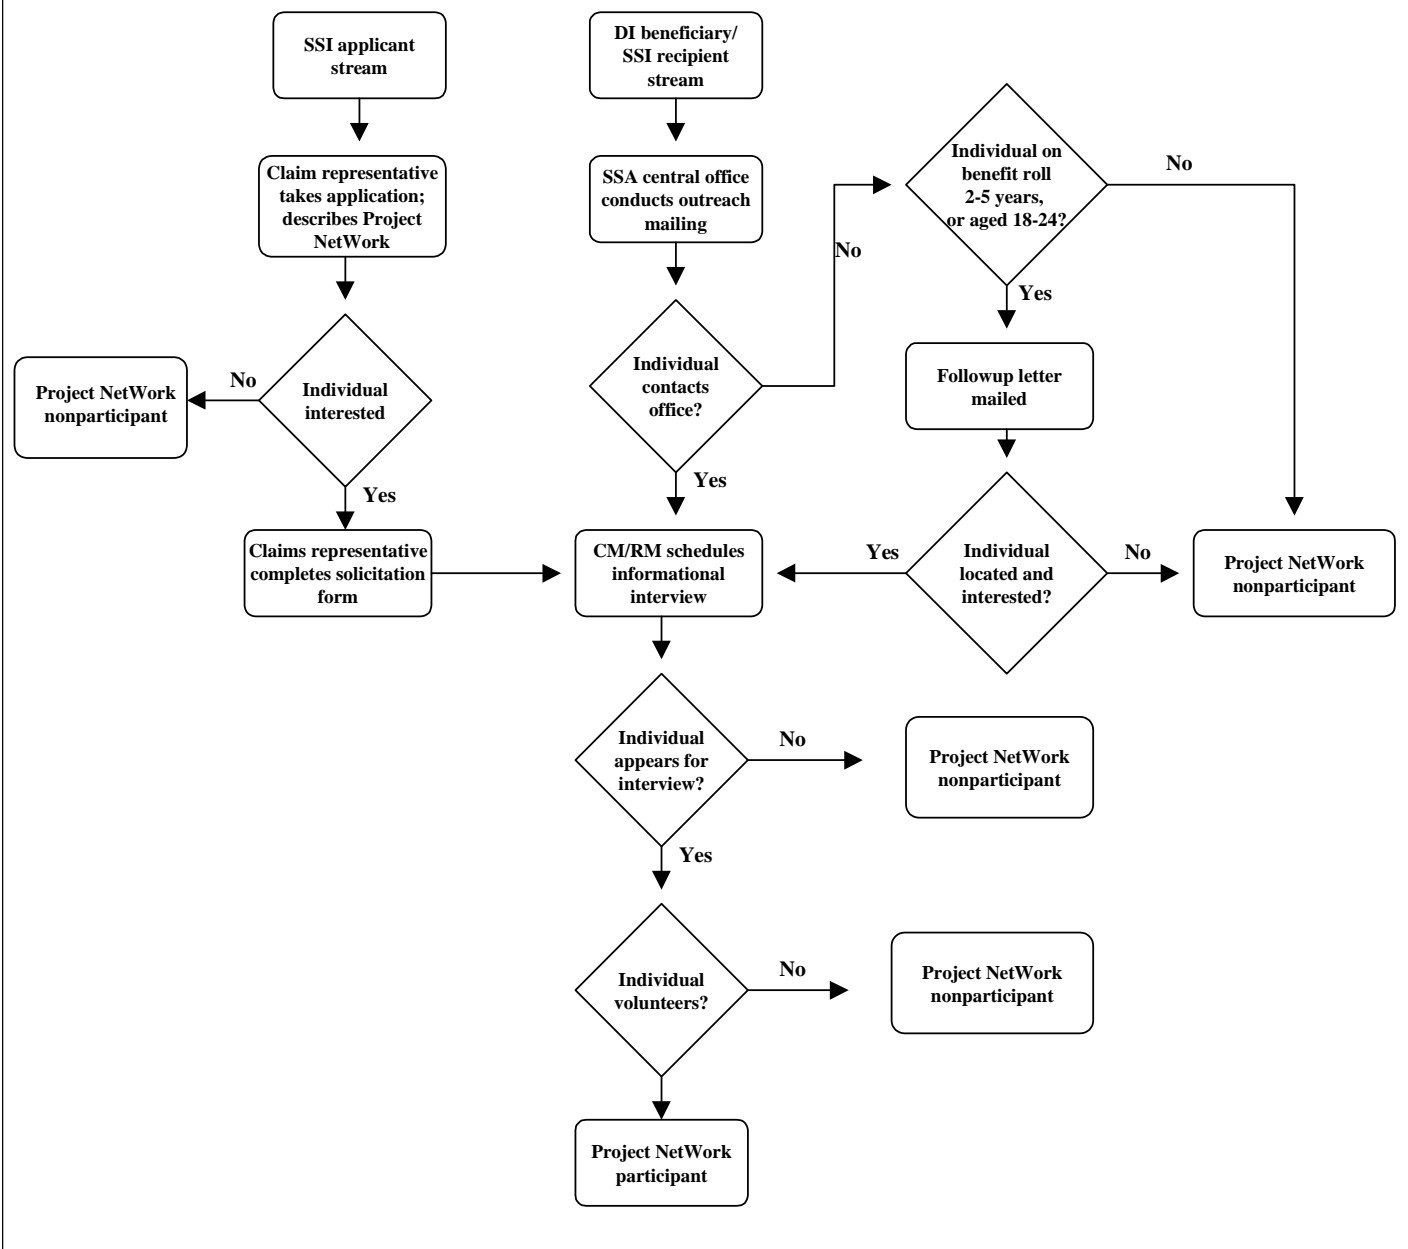 SSI applicant
stream
DI beneficiary/
SSI recipient
stream
Claim representative
takes application;
describes Project
NetWork
SSA central office
conducts outreach
mailing
Individual on
benefit roll
2-5 years,
or aged 18-24?
No
No
Yes
Individual
interested
No
Project NetWork
nonparticipant
Individual
contacts
office?
Followup letter
mailed
Yes
Yes
Claims representative
completes solicitation
form
CM/RM schedules
informational
interview
Yes
Individual
located and
interested?
No
Project NetWork
nonparticipant
Individual
appears for
interview?
No
Project NetWork
nonparticipant
Yes
Individual
volunteers?
No
Project NetWork
nonparticipant
Project NetWork
participant